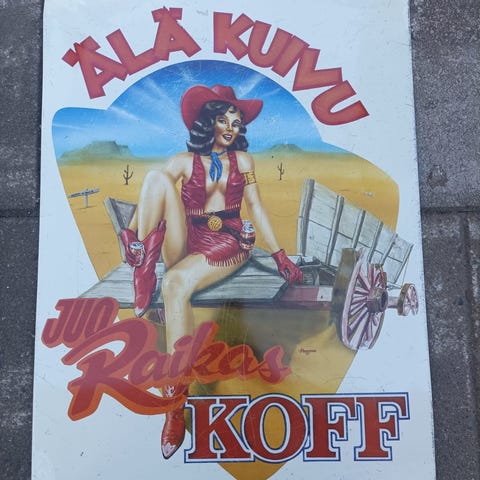 ÄLÄ KUIVU
JUO
Raikas
KOFF